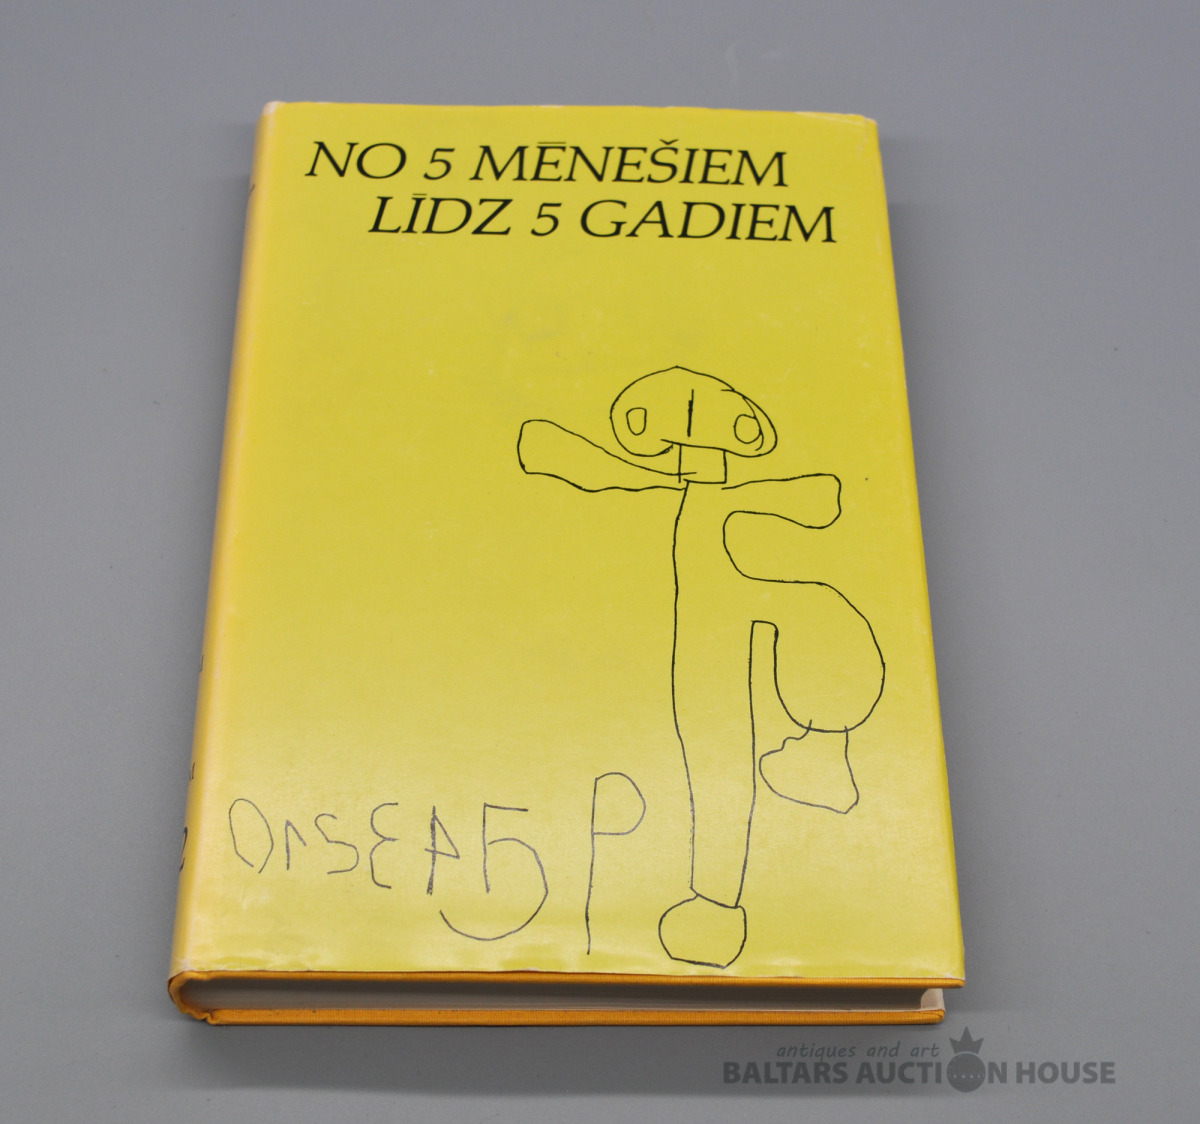 NO 5 MĒNEŠIEM
LĪDZ 5 GADIEM
antiques and art
BALTARS AUCTION HOUSE